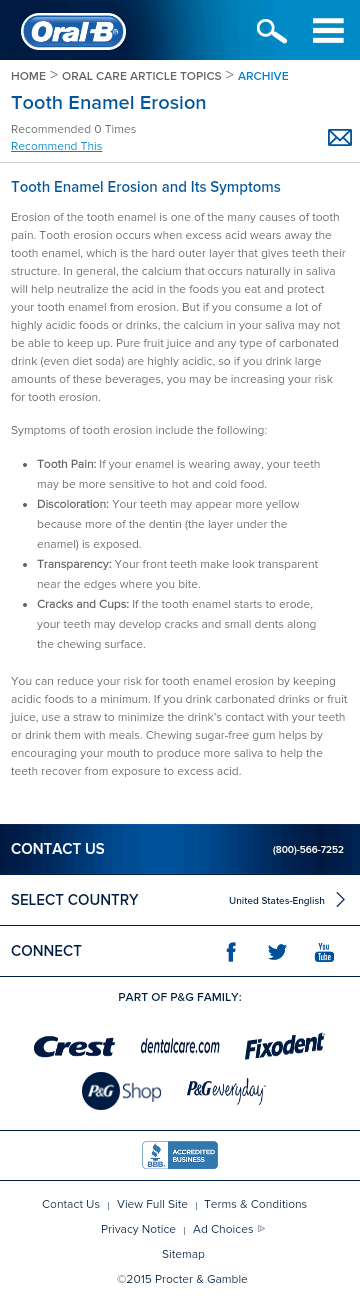 Oral-B®
HOME > ORAL CARE ARTICLE TOPICS > ARCHIVE
Tooth Enamel Erosion
Recommended 0 Times
Recommend This
Tooth Enamel Erosion and Its Symptoms
Erosion of the tooth enamel is one of the many causes of tooth
pain. Tooth erosion occurs when excess acid wears away the
tooth enamel, which is the hard outer layer that gives teeth their
structure. In general, the calcium that occurs naturally in saliva
will help neutralize the acid in the foods you eat and protect
your tooth enamel from erosion. But if you consume a lot of
highly acidic foods or drinks, the calcium in your saliva may not
be able to keep up. Pure fruit juice and any type of carbonated
drink (even diet soda) are highly acidic, so if you drink large
amounts of these beverages, you may be increasing your risk
for tooth erosion.
Symptoms of tooth erosion include the following:
• Tooth Pain: If your enamel is wearing away, your teeth
may be more sensitive to hot and cold food.
• Discoloration: Your teeth may appear more yellow
because more of the dentin (the layer under the
enamel) is exposed.
• Transparency: Your front teeth make look transparent
near the edges where you bite.
• Cracks and Cups: If the tooth enamel starts to erode,
your teeth may develop cracks and small dents along
the chewing surface.
You can reduce your risk for tooth enamel erosion by keeping
acidic foods to a minimum. If you drink carbonated drinks or fruit
juice, use a straw to minimize the drink's contact with your teeth
or drink them with meals. Chewing sugar-free gum helps by
encouraging your mouth to produce more saliva to help the
teeth recover from exposure to excess acid.
CONTACT US (800)-566-7252
SELECT COUNTRY United States-English
CONNECT f You Tube
PART OF P&G FAMILY:
Crest dentalcare.com Fixodent
P&G Shop P&G everyday
BBB ACCREDITED BUSINESS
Contact Us | View Full Site | Terms & Conditions
Privacy Notice | Ad Choices
Sitemap
©2015 Procter & Gamble